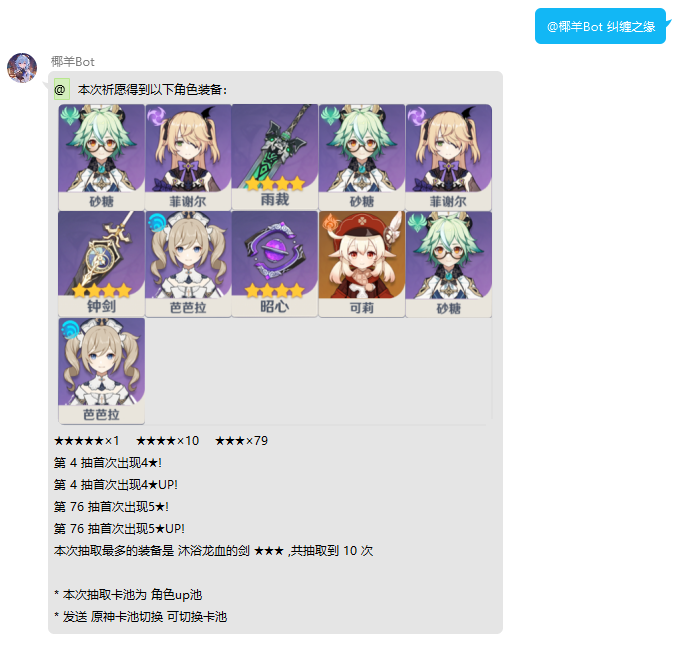 @椰羊Bot 纠缠之缘
椰羊Bot
@ 本次祈愿得到以下角色装备：
砂糖 菲谢尔 雨裁 砂糖 菲谢尔
钟剑 芭芭拉 昭心 可莉 砂糖
芭芭拉
★★★★★×1 ★★★★×10 ★★★×79
第 4 抽首次出现4★!
第 4 抽首次出现4★UP!
第 76 抽首次出现5★!
第 76 抽首次出现5★UP!
本次抽取最多的装备是 沐浴龙血的剑 ★★★ ,共抽取到 10 次
* 本次抽取卡池为 角色up池
* 发送 原神卡池切换 可切换卡池